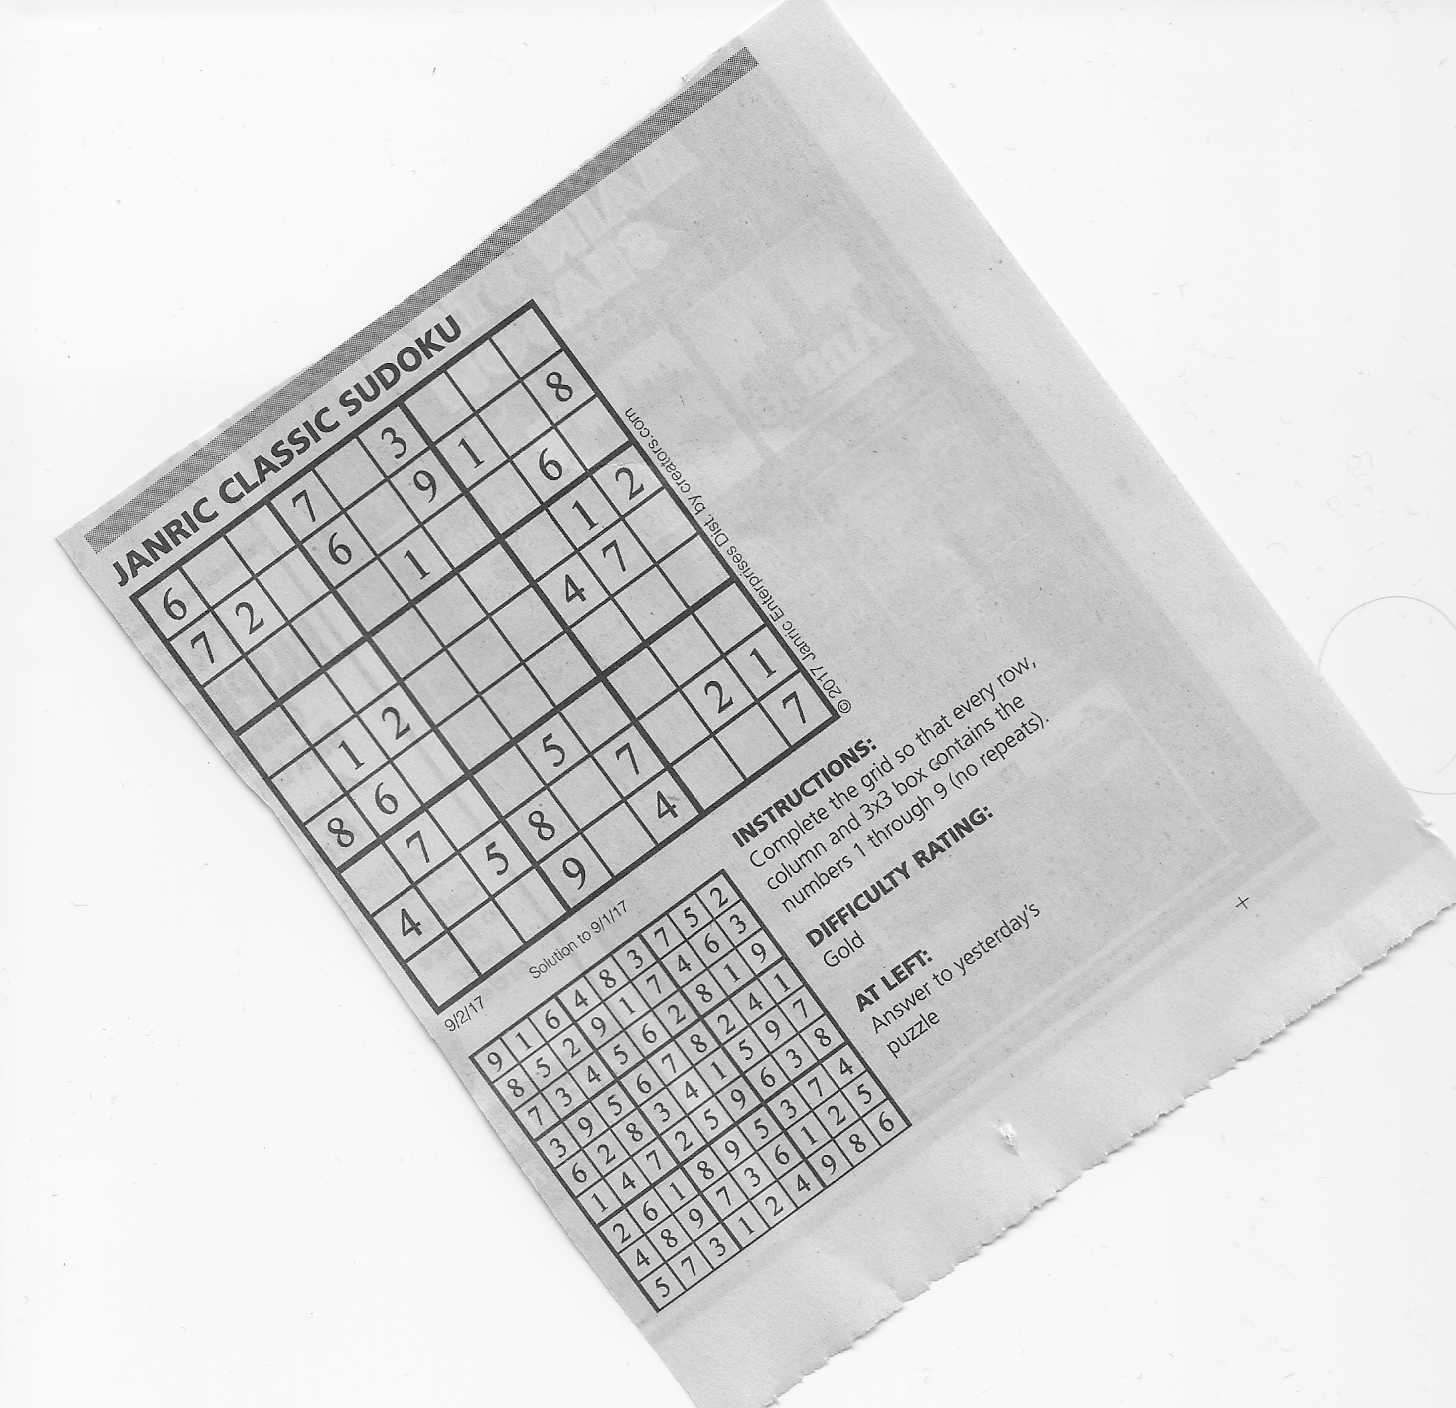 JANRIC CLASSIC SUDOKU
6 7 3
7 2 6 9 1 8
1 6
1 2
1 2 4 7
8 6
7 5
4 5 8 7 2 1
9 4 7
9/2/17
© 2017 Janric Enterprises Dist. by creators.com
Solution to 9/1/17
9 1 6 4 8 3 7 5 2
8 5 2 9 1 7 4 6 3
7 3 4 5 6 2 8 1 9
3 9 5 6 7 8 2 4 1
6 2 8 3 4 1 5 9 7
1 4 7 2 5 9 6 3 8
2 6 1 8 9 5 3 7 4
4 8 9 7 3 6 1 2 5
5 7 3 1 2 4 9 8 6
INSTRUCTIONS:
Complete the grid so that every row,
column and 3x3 box contains the
numbers 1 through 9 (no repeats).
DIFFICULTY RATING:
Gold
AT LEFT:
Answer to yesterday's
puzzle